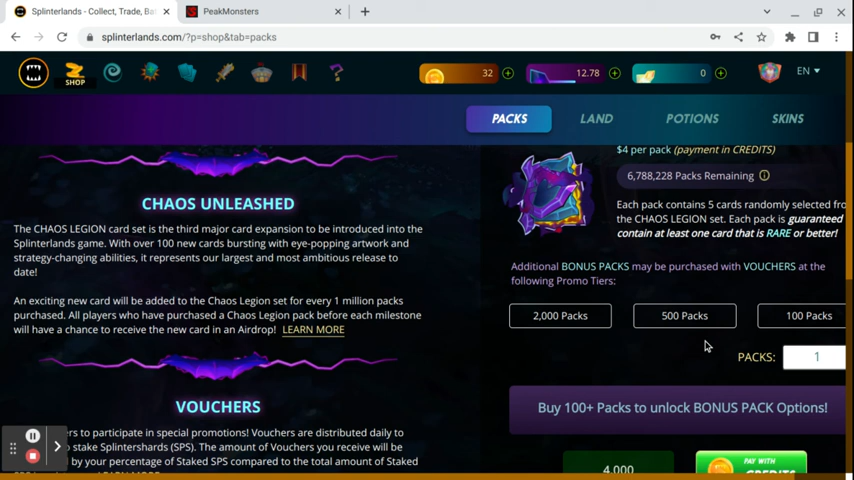 Splinterlands - Collect, Trade, Ba
PeakMonsters
splinterlands.com/?p=shop&tab=packs
SHOP
32
12.78
0
EN
PACKS
LAND
POTIONS
SKINS
CHAOS UNLEASHED
The CHAOS LEGION card set is the third major card expansion to be introduced into the
Splinterlands game. With over 100 new cards bursting with eye-popping artwork and
strategy-changing abilities, it represents our largest and most ambitious release to
date!
An exciting new card will be added to the Chaos Legion set for every 1 million packs
purchased. All players who have purchased a Chaos Legion pack before each milestone
will have a chance to receive the new card in an Airdrop! LEARN MORE
VOUCHERS
ers to participate in special promotions! Vouchers are distributed daily to
stake Splintershards (SPS). The amount of Vouchers you receive will be
by your percentage of Staked SPS compared to the total amount of Staked
$4 per pack (payment in CREDITS)
6,788,228 Packs Remaining
Each pack contains 5 cards randomly selected fro
the CHAOS LEGION set. Each pack is guaranteed
contain at least one card that is RARE or better!
Additional BONUS PACKS may be purchased with VOUCHERS at the
following Promo Tiers:
2,000 Packs
500 Packs
100 Packs
PACKS: 1
Buy 100+ Packs to unlock BONUS PACK Options!
4,000
PAY WITH
CREDITS